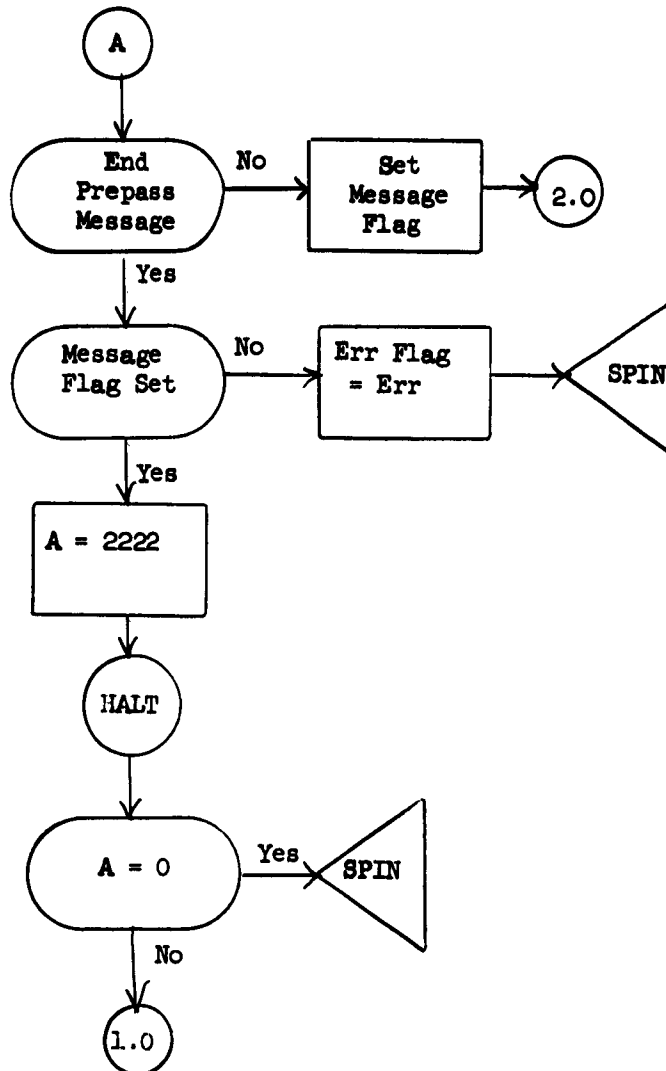 A
End
Prepass
Message
No
Set
Message
Flag
2.0
Yes
Message
Flag Set
No
Err Flag
= Err
SPIN
Yes
A = 2222
HALT
A = 0
Yes
SPIN
No
1.0